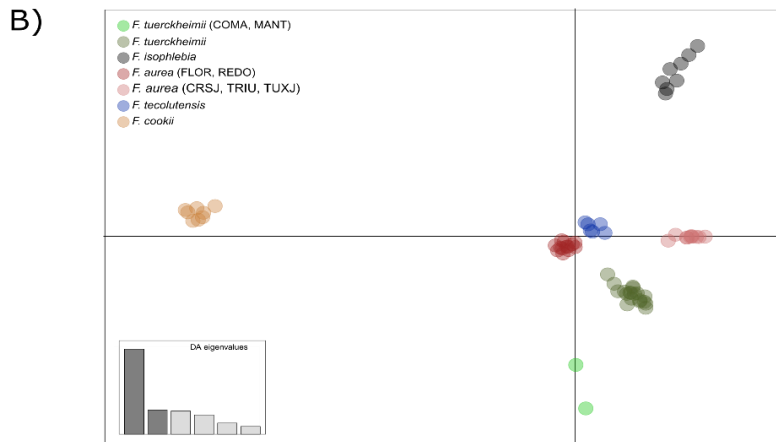 B)
F. tuerckheimii (COMA, MANT)
F. tuerckheimii
F. isophlebia
F. aurea (FLOR, REDO)
F. aurea (CRSJ, TRIU, TUXJ)
F. tecolutensis
F. cookii
DA eigenvalues